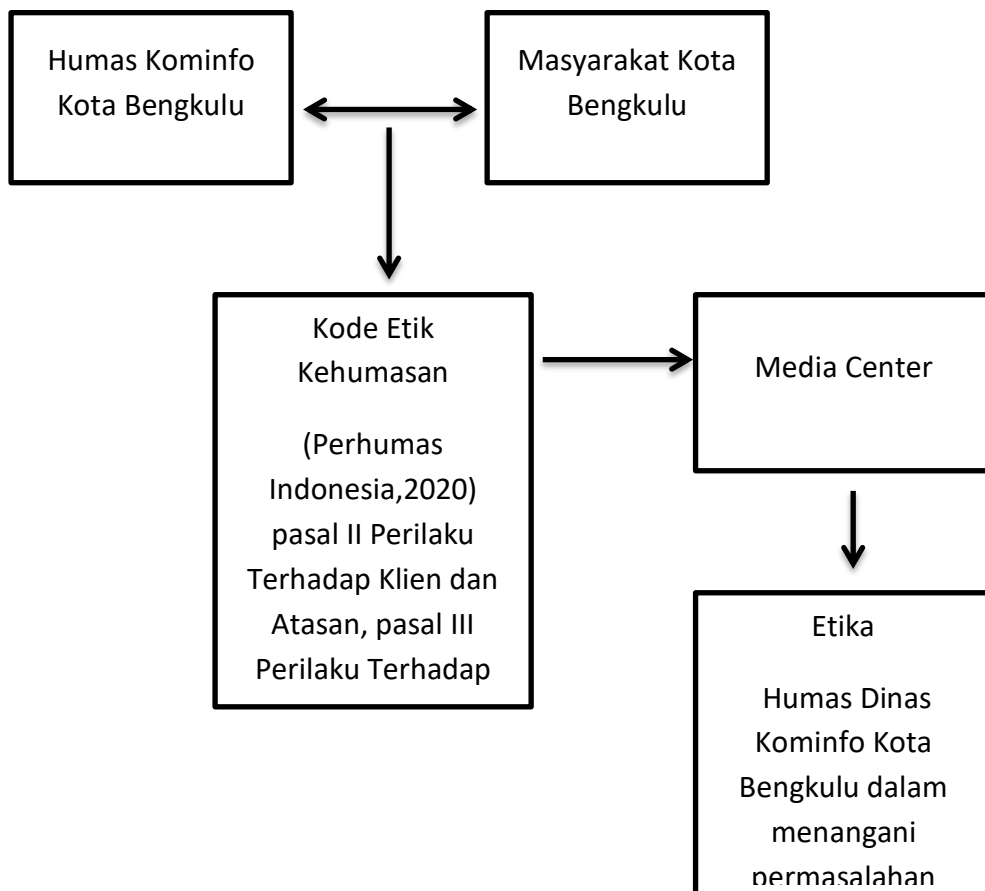 Humas Kominfo
Kota Bengkulu
Masyarakat Kota
Bengkulu
Kode Etik
Kehumasan
(Perhumas
Indonesia,2020)
pasal II Perilaku
Terhadap Klien dan
Atasan, pasal III
Perilaku Terhadap
Media Center
Etika
Humas Dinas
Kominfo Kota
Bengkulu dalam
menangani
permasalahan